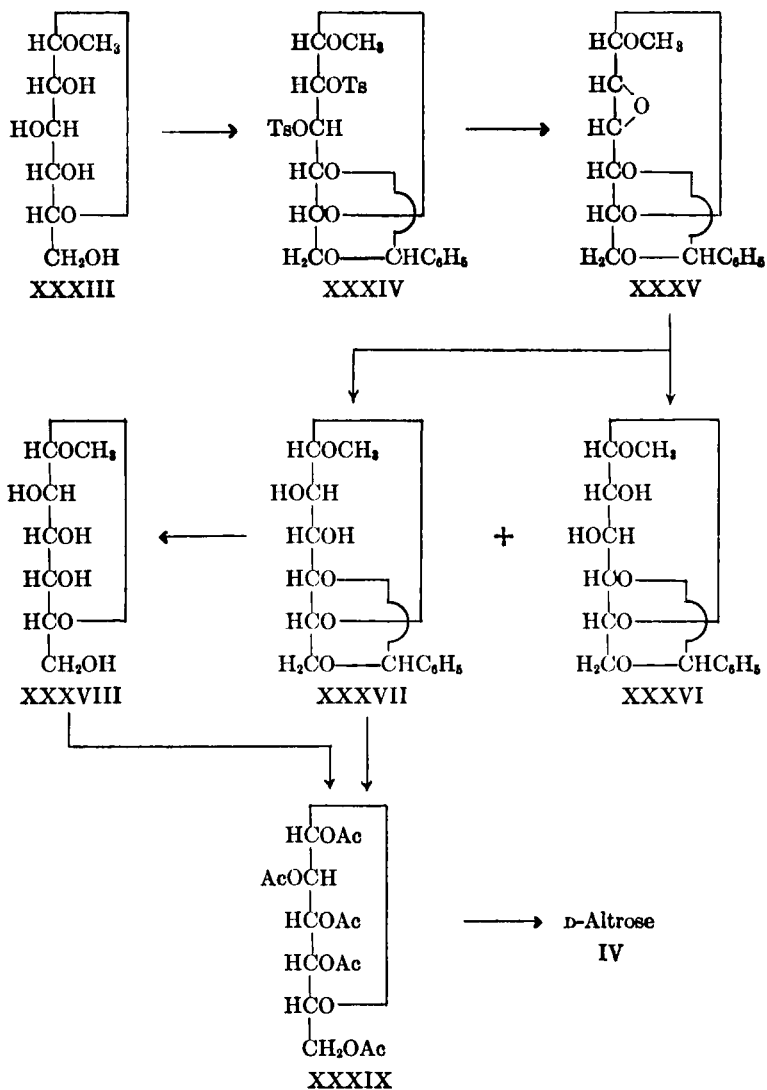 HCOCH₃ HCOCH₃ HCOCH₃
HCOH HCOTs HC
O
HOCH TsOCH HC
HCOH HCO HCO
HCO HCO HCO
CH₂OH H₂CO CHC₆H₅ H₂CO CHC₆H₅
XXXIII XXXIV XXXV
HCOCH₃ HCOCH₃ HCOCH₃
HOCH HOCH HCOH
HCOH HCOH + HOCH
HCOH HCO HCO
HCO HCO HCO
CH₂OH H₂CO CHC₆H₅ H₂CO CHC₆H₅
XXXVIII XXXVII XXXVI
HCOAc
AcOCH
HCOAc D-Altrose
HCOAc IV
HCO
CH₂OAc
XXXIX